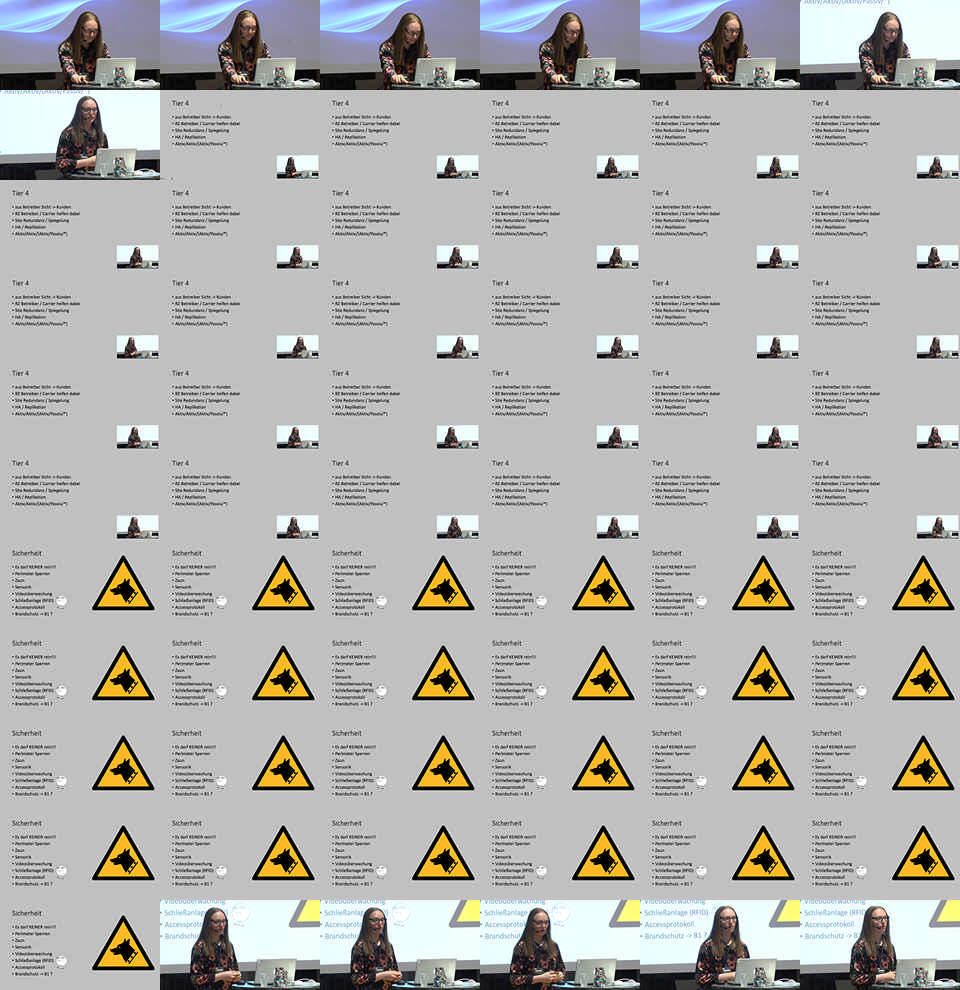 Aktiv/Aktiv/(Aktiv/Passiv/*)
Tier 4
• aus Betreiber Sicht -> Kunden
• RZ Betreiber / Carrier helfen dabei
• Site Redundanz / Spiegelung
• HA / Replikation
• Aktiv/Aktiv/(Aktiv/Passiv/*)
Sicherheit
• Es darf KEINER rein!!!
• Perimeter Sperren
• Zaun
• Sensorik
• Videoüberwachung
• Schließanlage (RFID)
• Accessprotokoll
• Brandschutz -> B1 ?
Videoüberwachung
• Schließanlage (RFID)
• Accessprotokoll
• Brandschutz -> B1 ?